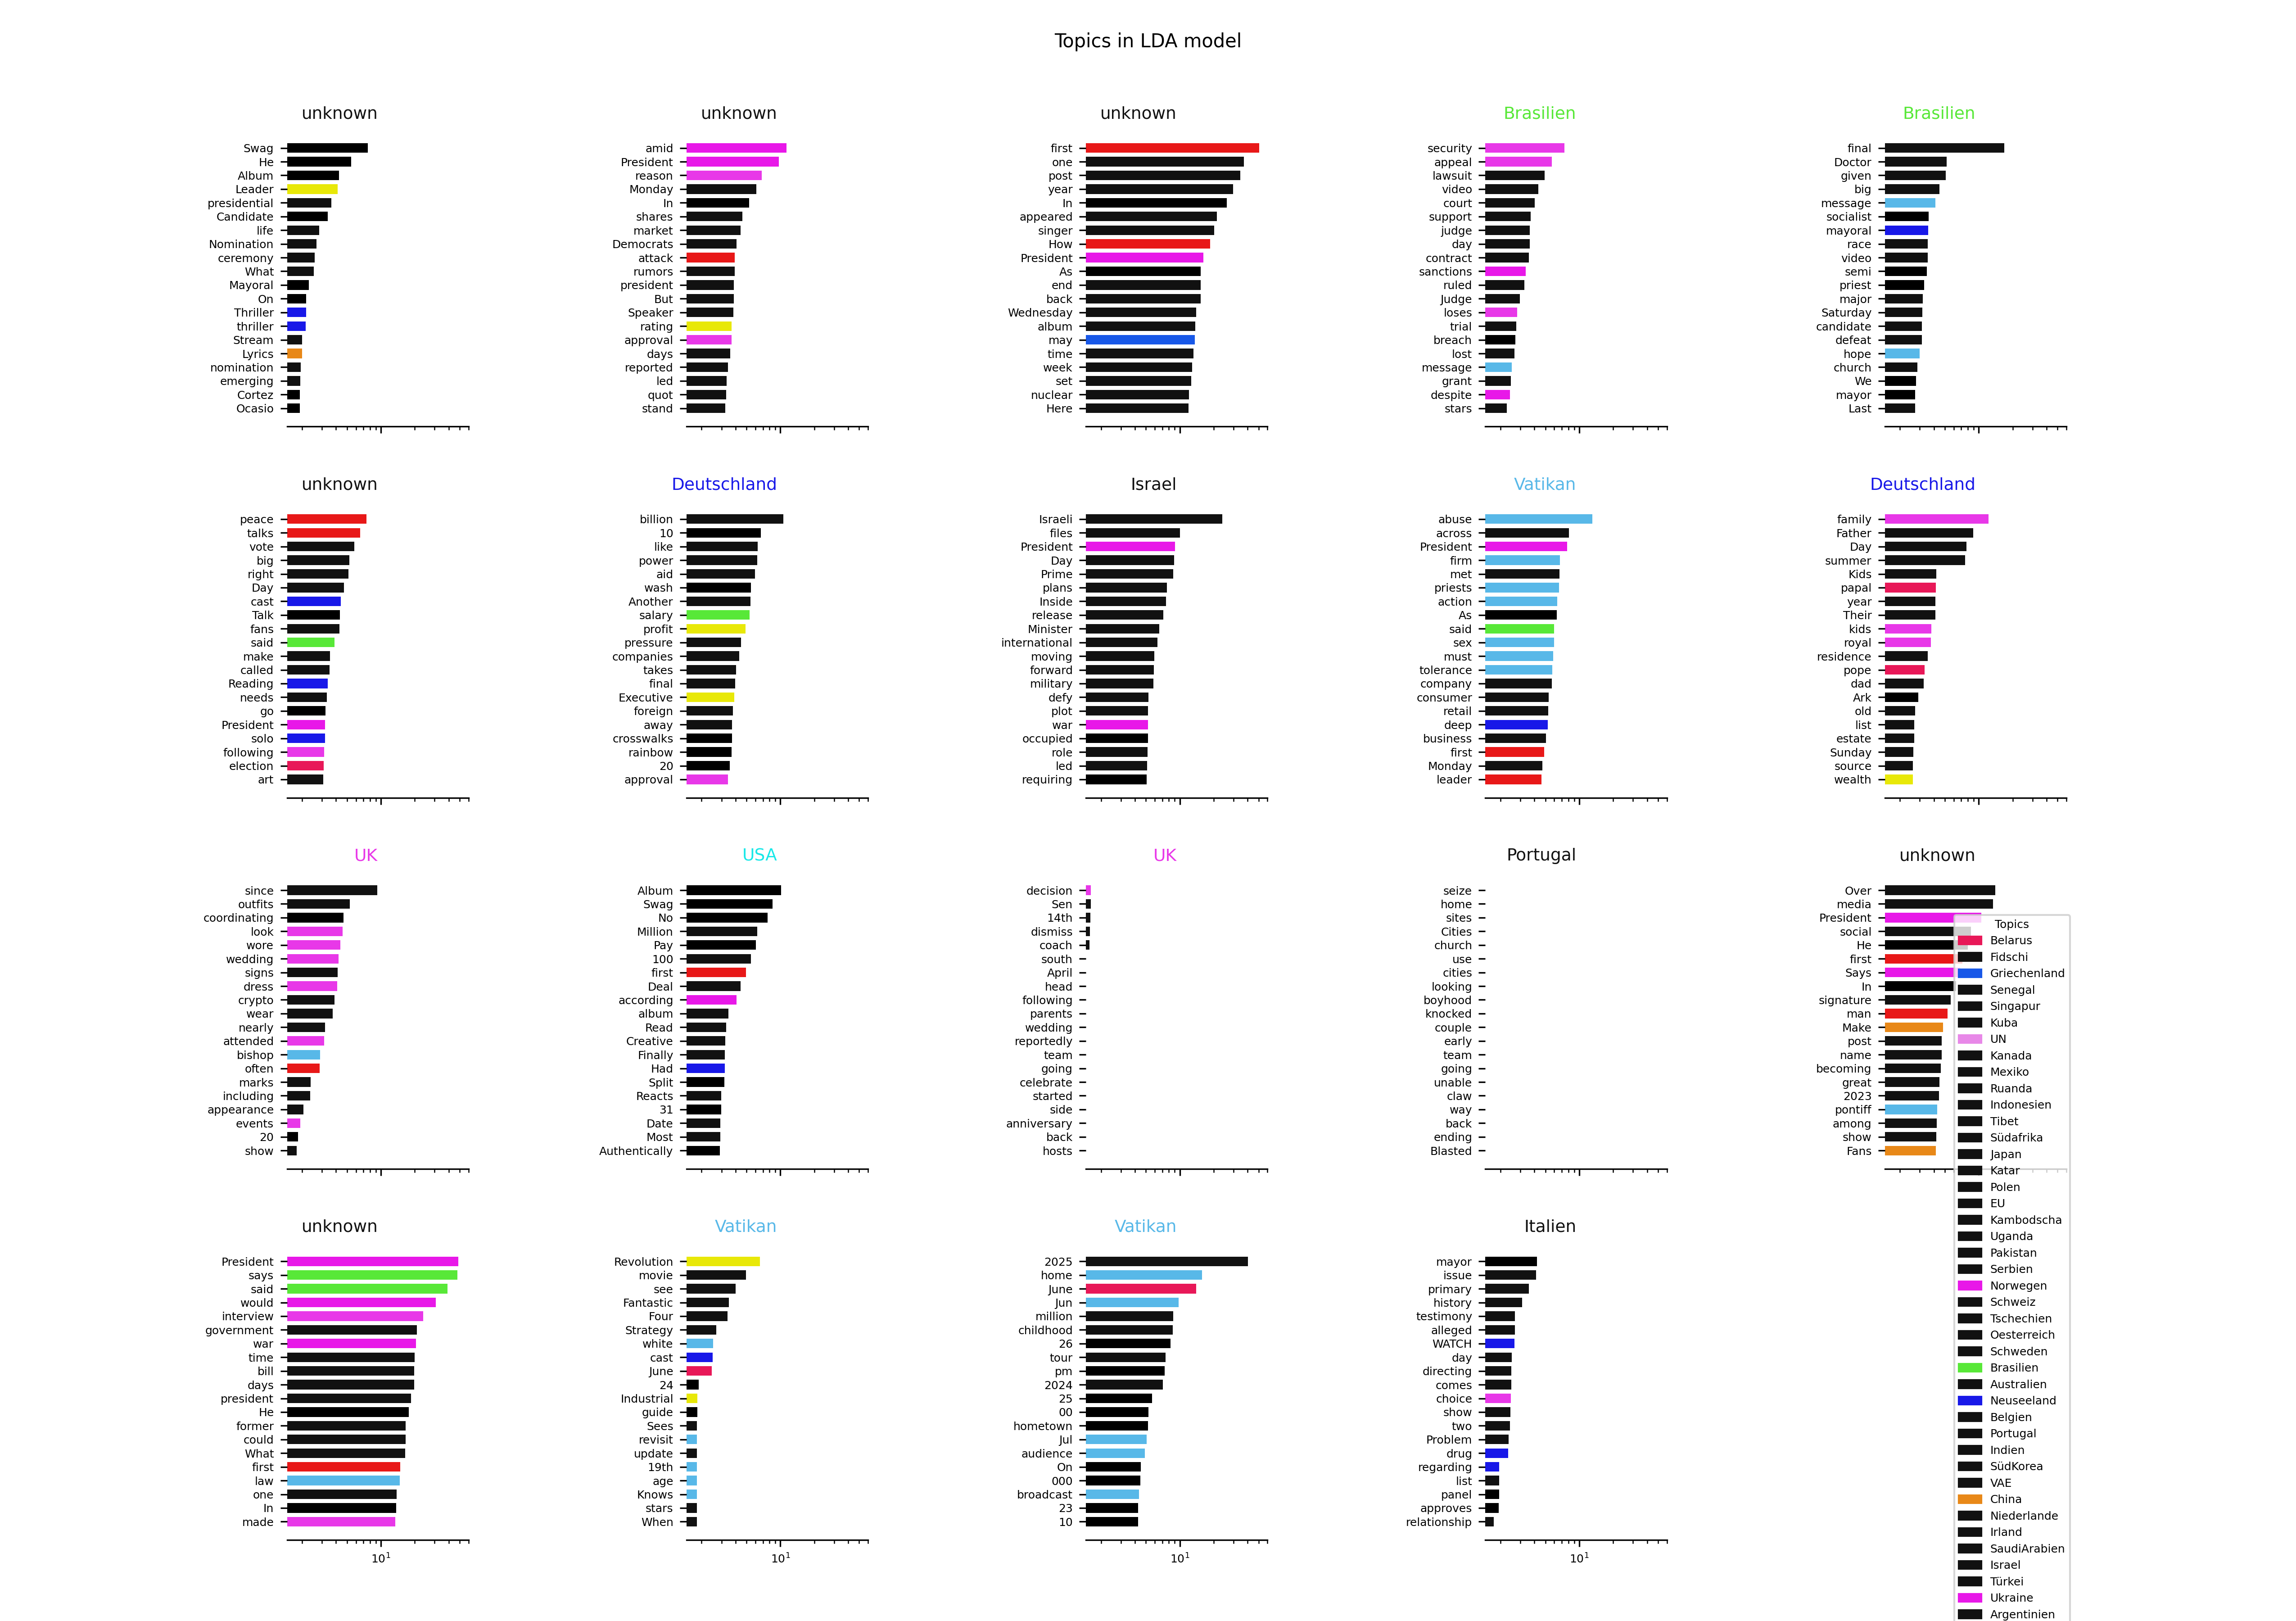 Topics in LDA model
unknown
Swag
He
Album
Leader
presidential
Candidate
life
Nomination
ceremony
What
Mayoral
On
Thriller
thriller
Stream
Lyrics
nomination
emerging
Cortez
Ocasio
unknown
amid
President
reason
Monday
In
shares
market
Democrats
attack
rumors
president
But
Speaker
rating
approval
days
reported
led
quot
stand
unknown
first
one
post
year
In
appeared
singer
How
President
As
end
back
Wednesday
album
may
time
week
set
nuclear
Here
Brasilien
security
appeal
lawsuit
video
court
support
judge
day
contract
sanctions
ruled
Judge
loses
trial
breach
lost
message
grant
despite
stars
Brasilien
final
Doctor
given
big
message
socialist
mayoral
race
video
semi
priest
major
Saturday
candidate
defeat
hope
church
We
mayor
Last
unknown
peace
talks
vote
big
right
Day
cast
Talk
fans
said
make
called
Reading
needs
go
President
solo
following
election
art
Deutschland
billion
10
like
power
aid
wash
Another
salary
profit
pressure
companies
takes
final
Executive
foreign
away
crosswalks
rainbow
20
approval
Israel
Israeli
files
President
Day
Prime
plans
Inside
release
Minister
international
moving
forward
military
defy
plot
war
occupied
role
led
requiring
Vatikan
abuse
across
President
firm
met
priests
action
As
said
sex
must
tolerance
company
consumer
retail
deep
business
first
Monday
leader
Deutschland
family
Father
Day
summer
Kids
papal
year
Their
kids
royal
residence
pope
dad
Ark
old
list
estate
Sunday
source
wealth
UK
since
outfits
coordinating
look
wore
wedding
signs
dress
crypto
wear
nearly
attended
bishop
often
marks
including
appearance
events
20
show
USA
Album
Swag
No
Million
Pay
100
first
Deal
according
album
Read
Creative
Finally
Had
Split
Reacts
31
Date
Most
Authentically
UK
decision
Sen
14th
dismiss
coach
south
April
head
following
parents
wedding
reportedly
team
going
celebrate
started
side
anniversary
back
hosts
Portugal
seize
home
sites
Cities
church
use
cities
looking
boyhood
knocked
couple
early
team
going
unable
claw
way
back
ending
Blasted
unknown
Over
media
President
social
He
first
Says
In
signature
man
Make
post
name
becoming
great
2023
pontiff
among
show
Fans
unknown
President
says
said
would
interview
government
war
time
bill
days
president
He
former
could
What
first
law
one
In
made
10¹
Vatikan
Revolution
movie
see
Fantastic
Four
Strategy
white
cast
June
24
Industrial
guide
Sees
revisit
update
19th
age
Knows
stars
When
10¹
Vatikan
2025
home
June
Jun
million
childhood
26
tour
pm
2024
25
00
hometown
Jul
audience
On
000
broadcast
23
10
10¹
Italien
mayor
issue
primary
history
testimony
alleged
WATCH
day
directing
comes
choice
show
two
Problem
drug
regarding
list
panel
approves
relationship
10¹
Topics
Belarus
Fidschi
Griechenland
Senegal
Singapur
Kuba
UN
Kanada
Mexiko
Ruanda
Indonesien
Tibet
Südafrika
Japan
Katar
Polen
EU
Kambodscha
Uganda
Pakistan
Serbien
Norwegen
Schweiz
Tschechien
Oesterreich
Schweden
Brasilien
Australien
Neuseeland
Belgien
Portugal
Indien
SüdKorea
VAE
China
Niederlande
Irland
SaudiArabien
Israel
Türkei
Ukraine
Argentinien